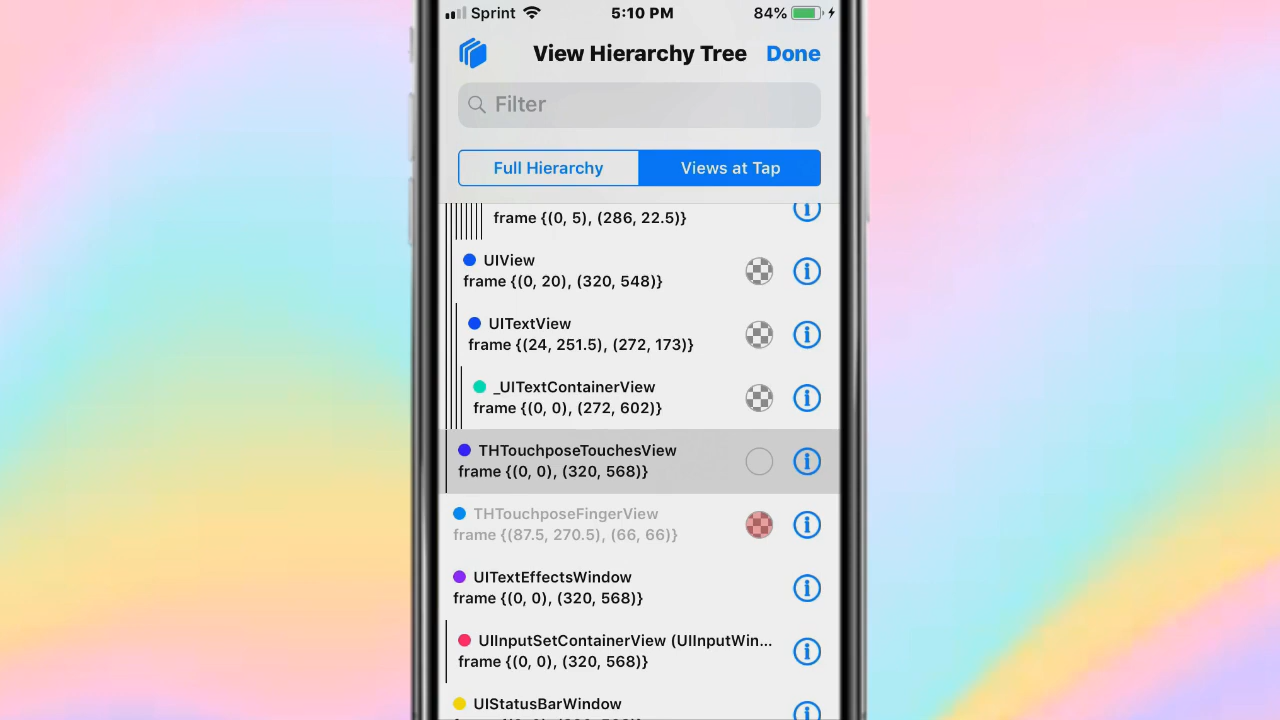 Sprint 5:10 PM 84%
View Hierarchy Tree Done
Filter
Full Hierarchy Views at Tap
frame {(0, 5), (286, 22.5)}
UIView
frame {(0, 20), (320, 548)}
UITextView
frame {(24, 251.5), (272, 173)}
_UITextContainerView
frame {(0, 0), (272, 602)}
THTouchposeTouchesView
frame {(0, 0), (320, 568)}
THTouchposeFingerView
frame {(87.5, 270.5), (66, 66)}
UITextEffectsWindow
frame {(0, 0), (320, 568)}
UIInputSetContainerView (UIInputWin...
frame {(0, 0), (320, 568)}
UIStatusBarWindow